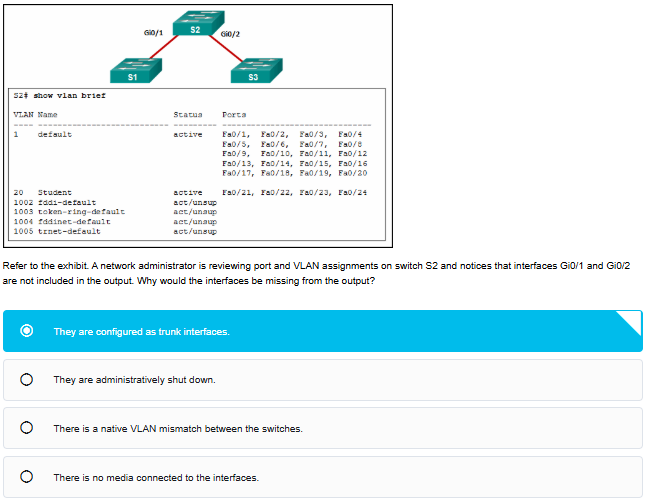 Gi0/1
S2
Gi0/2
S1
S3
S2# show vlan brief
VLAN Name Status Ports
1 default active Fa0/1, Fa0/2, Fa0/3, Fa0/4
Fa0/5, Fa0/6, Fa0/7, Fa0/8
Fa0/9, Fa0/10, Fa0/11, Fa0/12
Fa0/13, Fa0/14, Fa0/15, Fa0/16
Fa0/17, Fa0/18, Fa0/19, Fa0/20
20 Student active Fa0/21, Fa0/22, Fa0/23, Fa0/24
1002 fddi-default act/unsup
1003 token-ring-default act/unsup
1004 fddinet-default act/unsup
1005 trnet-default act/unsup
Refer to the exhibit. A network administrator is reviewing port and VLAN assignments on switch S2 and notices that interfaces Gi0/1 and Gi0/2
are not included in the output. Why would the interfaces be missing from the output?
They are configured as trunk interfaces.
They are administratively shut down.
There is a native VLAN mismatch between the switches.
There is no media connected to the interfaces.